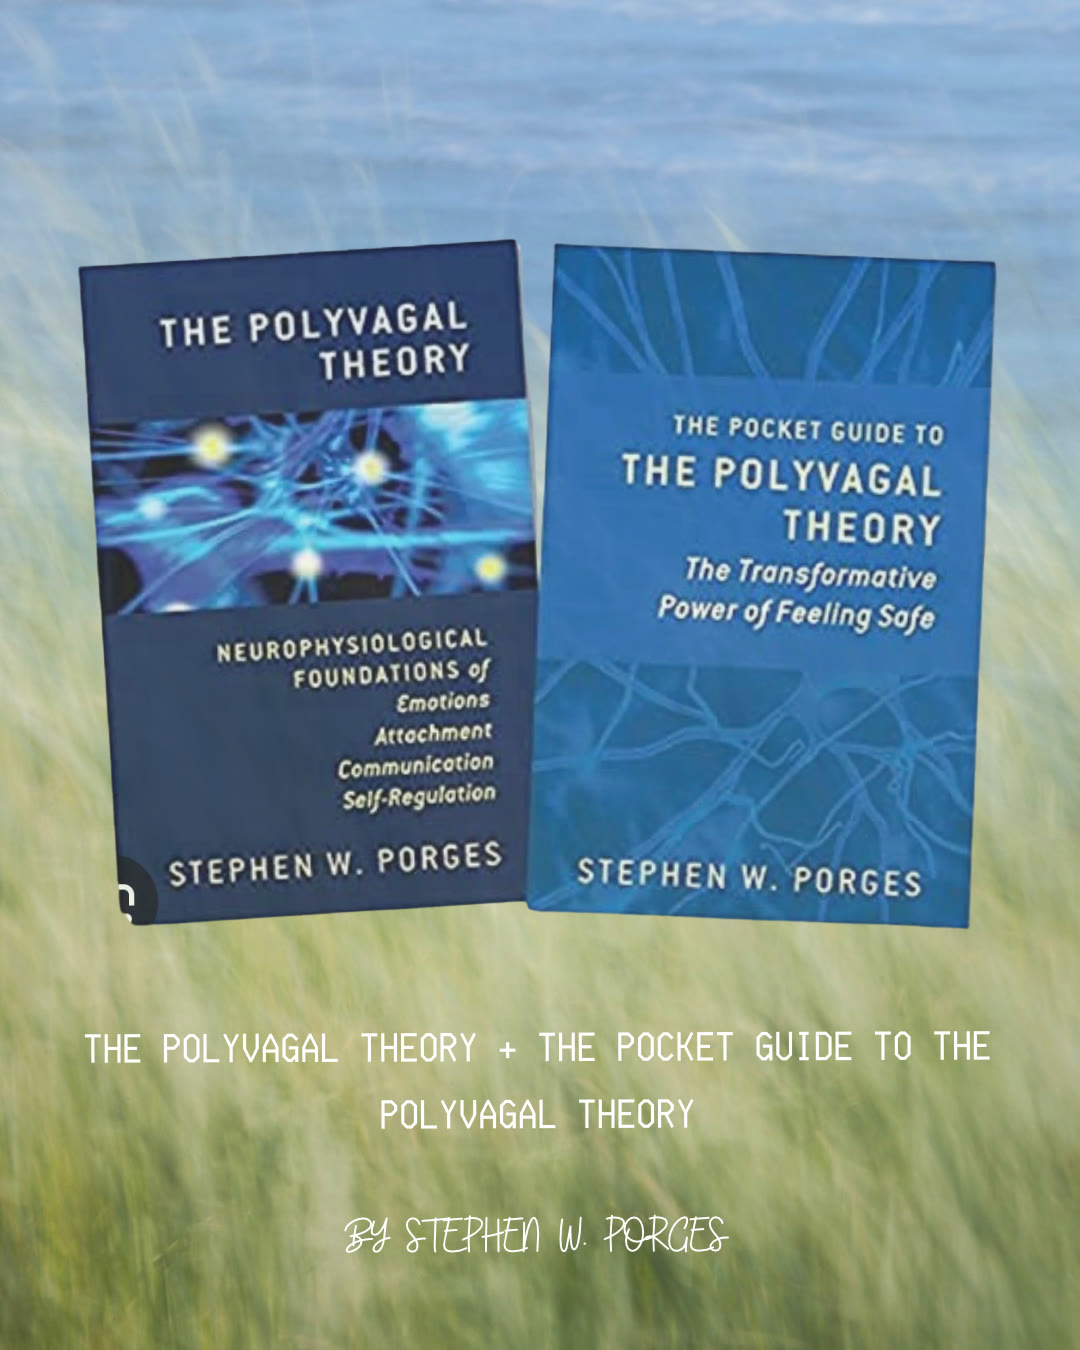 THE POLYVAGAL
THEORY
NEUROPHYSIOLOGICAL
FOUNDATIONS of
Emotions
Attachment
Communication
Self-Regulation
STEPHEN W. PORGES
THE POCKET GUIDE TO
THE POLYVAGAL
THEORY
The Transformative
Power of Feeling Safe
STEPHEN W. PORGES
THE POLYVAGAL THEORY + THE POCKET GUIDE TO THE
POLYVAGAL THEORY
BY STEPHEN W. PORGES